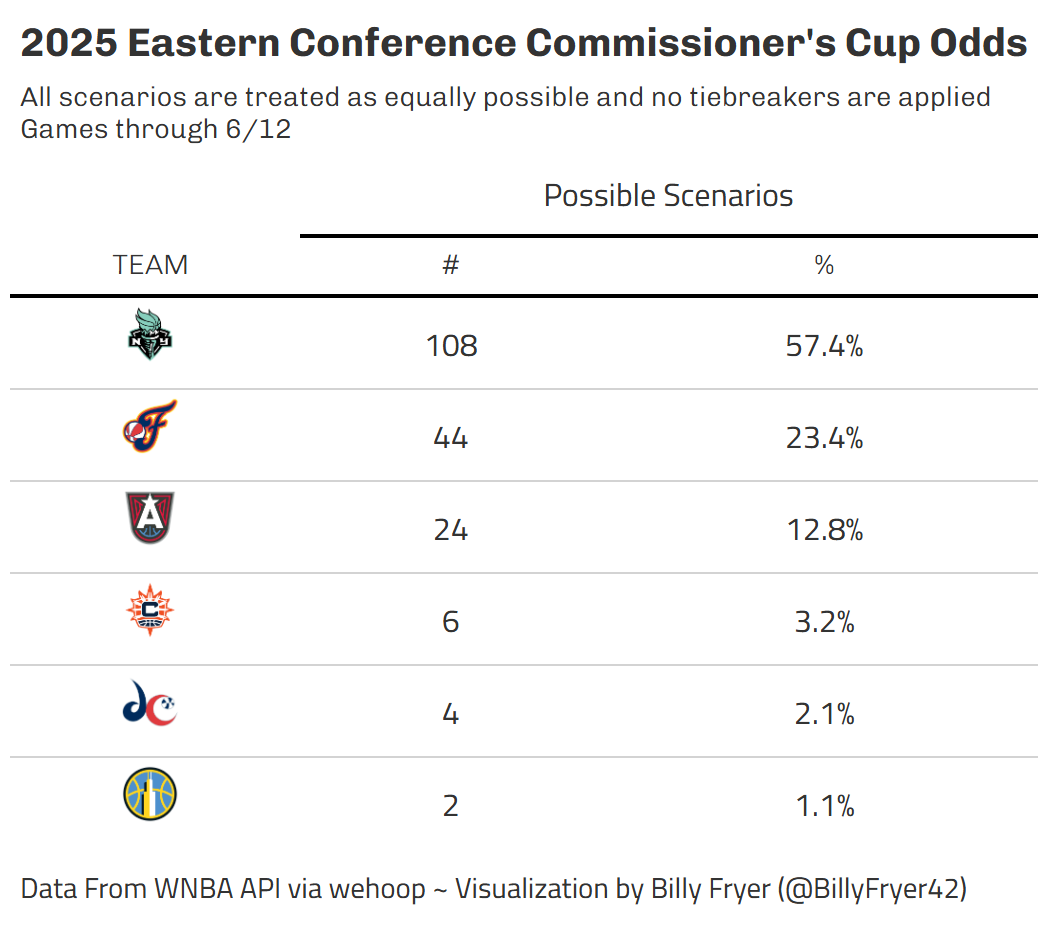 2025 Eastern Conference Commissioner's Cup Odds
All scenarios are treated as equally possible and no tiebreakers are applied
Games through 6/12
Possible Scenarios
TEAM # %
NY 108 57.4%
F 44 23.4%
A 24 12.8%
C 6 3.2%
dc 4 2.1%
2 1.1%
Data From WNBA API via wehoop ~ Visualization by Billy Fryer (@BillyFryer42)